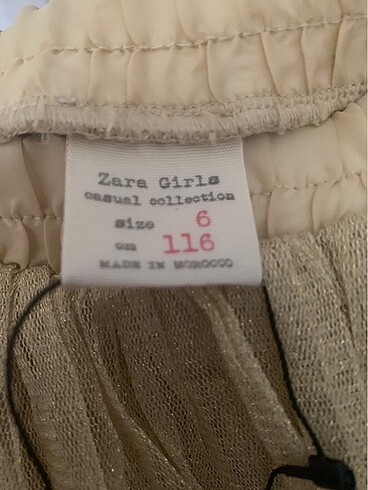 Zara Girls
casual collection
size 6
cm 116
MADE IN MOROCCO